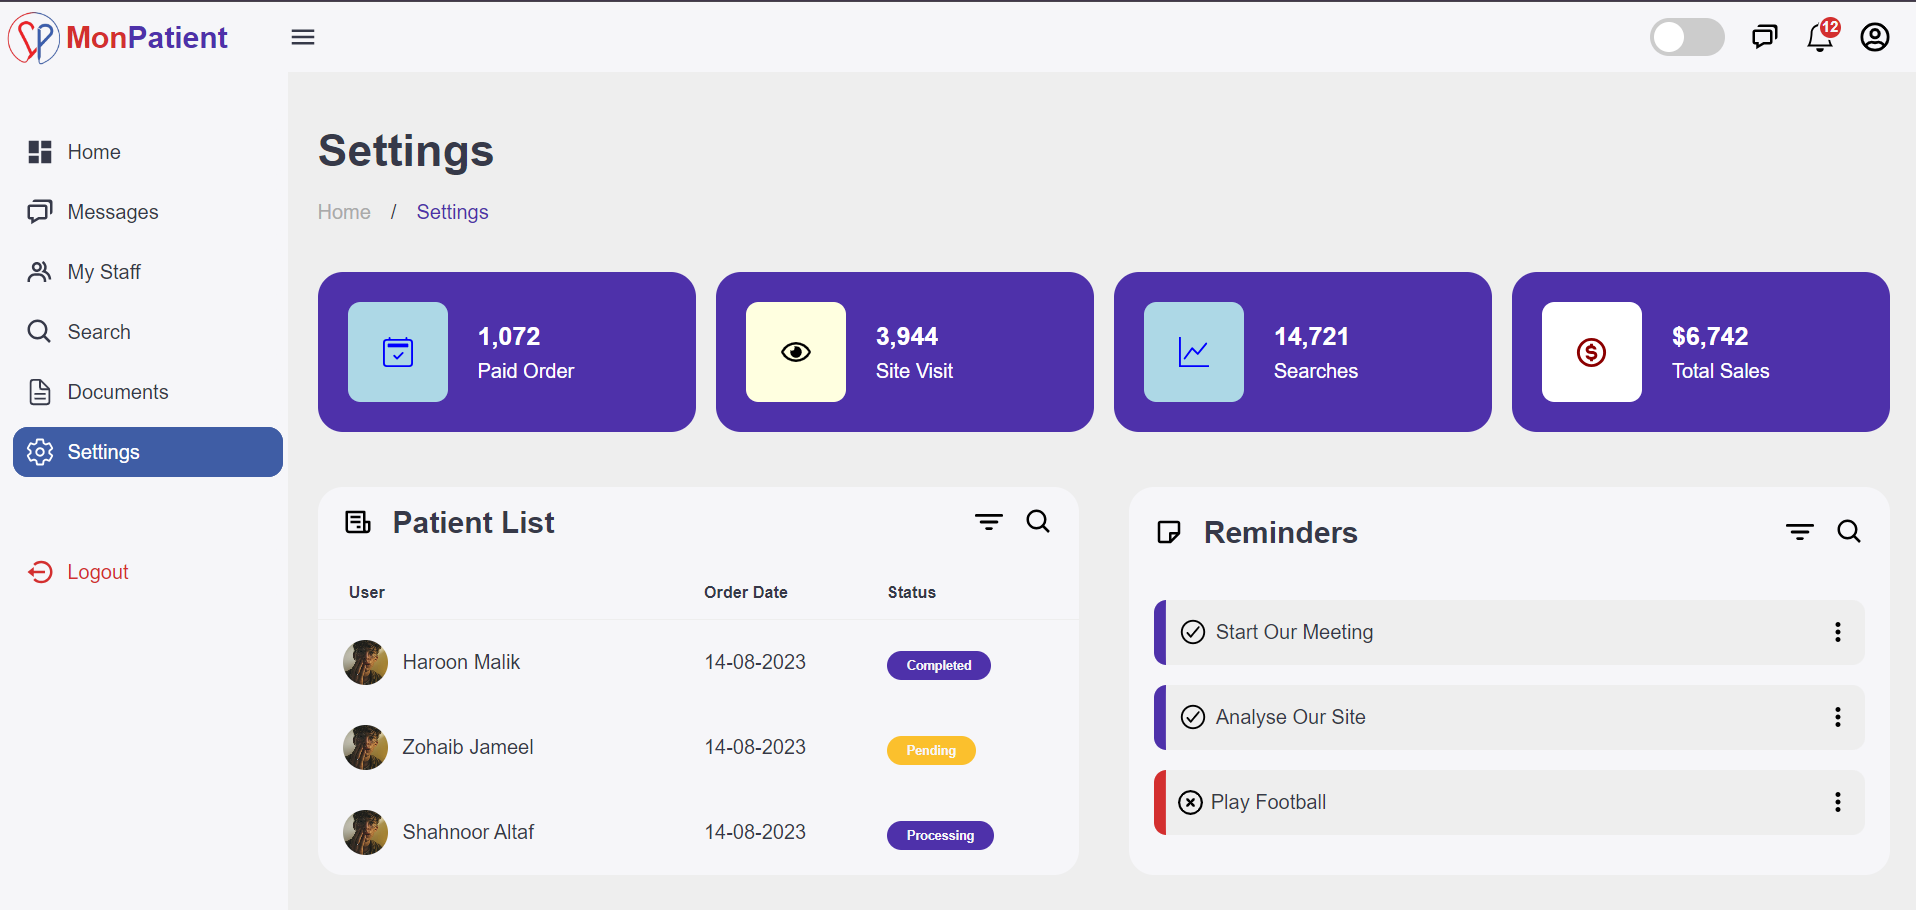 MonPatient
12
Home
Messages
My Staff
Search
Documents
Settings
Logout
Settings
Home / Settings
1,072
Paid Order
3,944
Site Visit
14,721
Searches
$6,742
Total Sales
Patient List
User Order Date Status
Haroon Malik 14-08-2023 Completed
Zohaib Jameel 14-08-2023 Pending
Shahnoor Altaf 14-08-2023 Processing
Reminders
Start Our Meeting
Analyse Our Site
Play Football